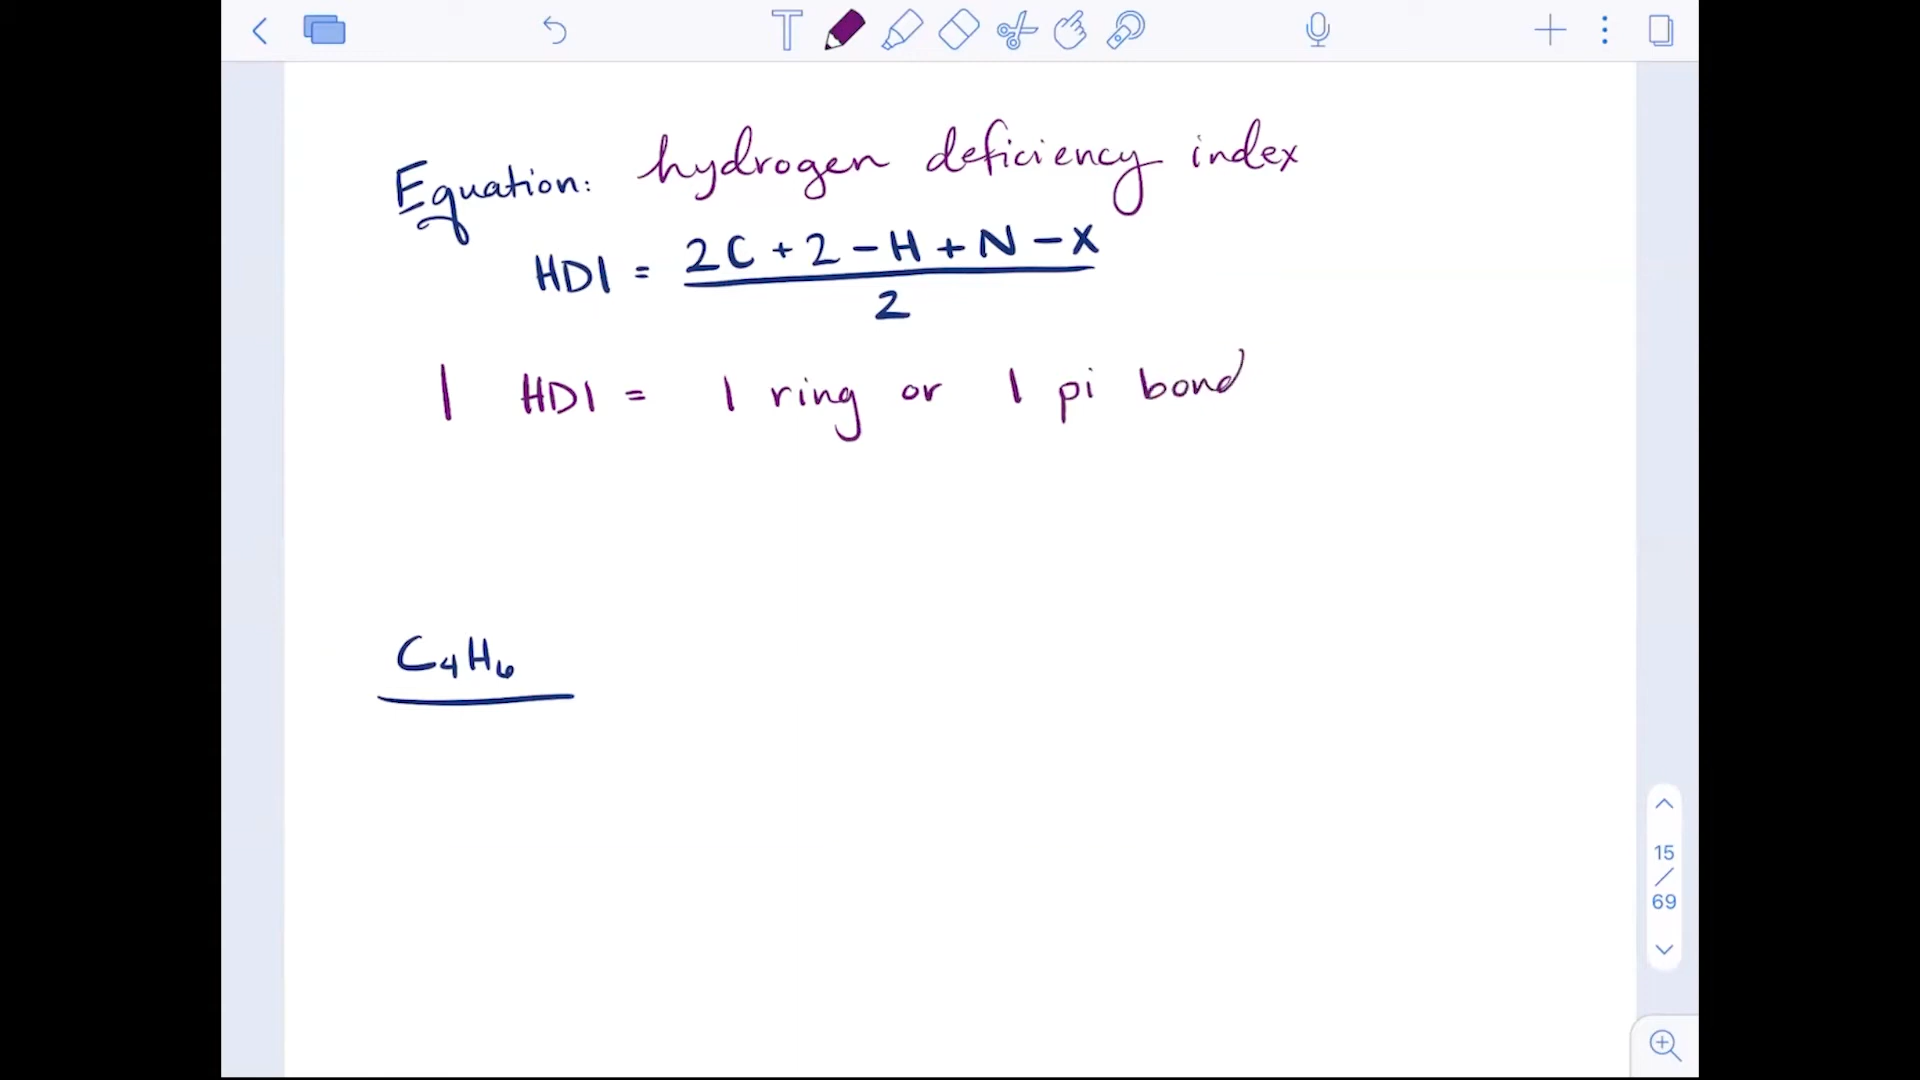 T
Equation: hydrogen deficiency index
HDI = 2C + 2 - H + N - X
2
1 HDI = 1 ring or 1 pi bond
C₄H₆
15
/
69